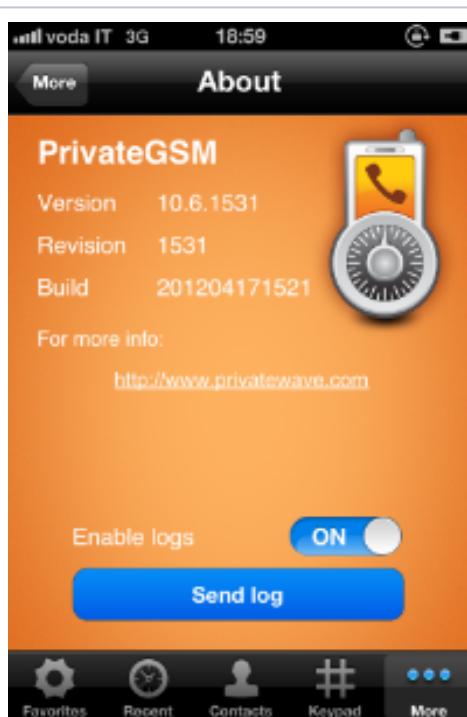 voda IT 3G 18:59
More About
PrivateGSM
Version 10.6.1531
Revision 1531
Build 201204171521
For more info:
http://www.privatewave.com
Enable logs ON
Send log
Favorites Recent Contacts Keypad More